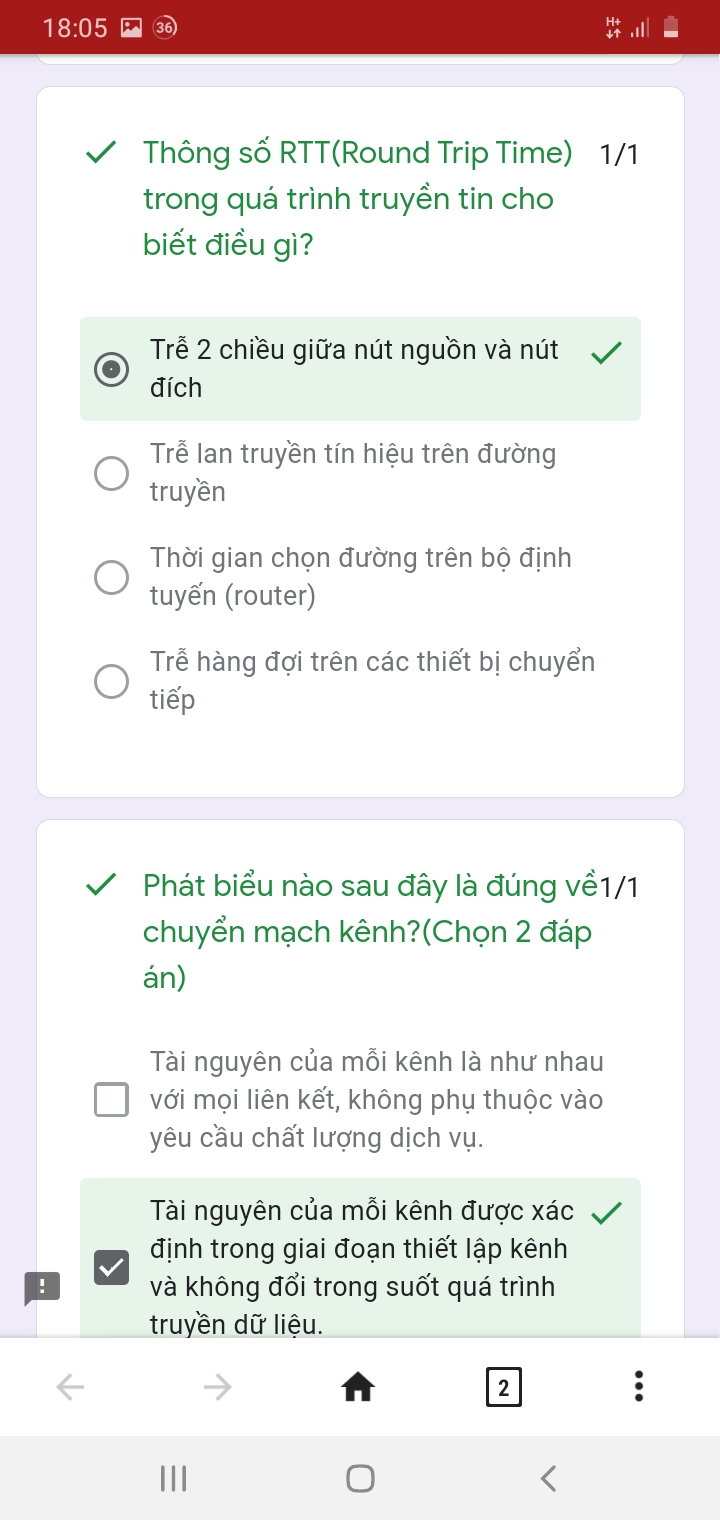 18:05
36
H+
Thông số RTT(Round Trip Time) 1/1
trong quá trình truyền tin cho
biết điều gì?
Trễ 2 chiều giữa nút nguồn và nút
đích
Trễ lan truyền tín hiệu trên đường
truyền
Thời gian chọn đường trên bộ định
tuyến (router)
Trễ hàng đợi trên các thiết bị chuyển
tiếp
Phát biểu nào sau đây là đúng về 1/1
chuyển mạch kênh?(Chọn 2 đáp
án)
Tài nguyên của mỗi kênh là như nhau
với mọi liên kết, không phụ thuộc vào
yêu cầu chất lượng dịch vụ.
Tài nguyên của mỗi kênh được xác
định trong giai đoạn thiết lập kênh
và không đổi trong suốt quá trình
truyền dữ liệu.
2